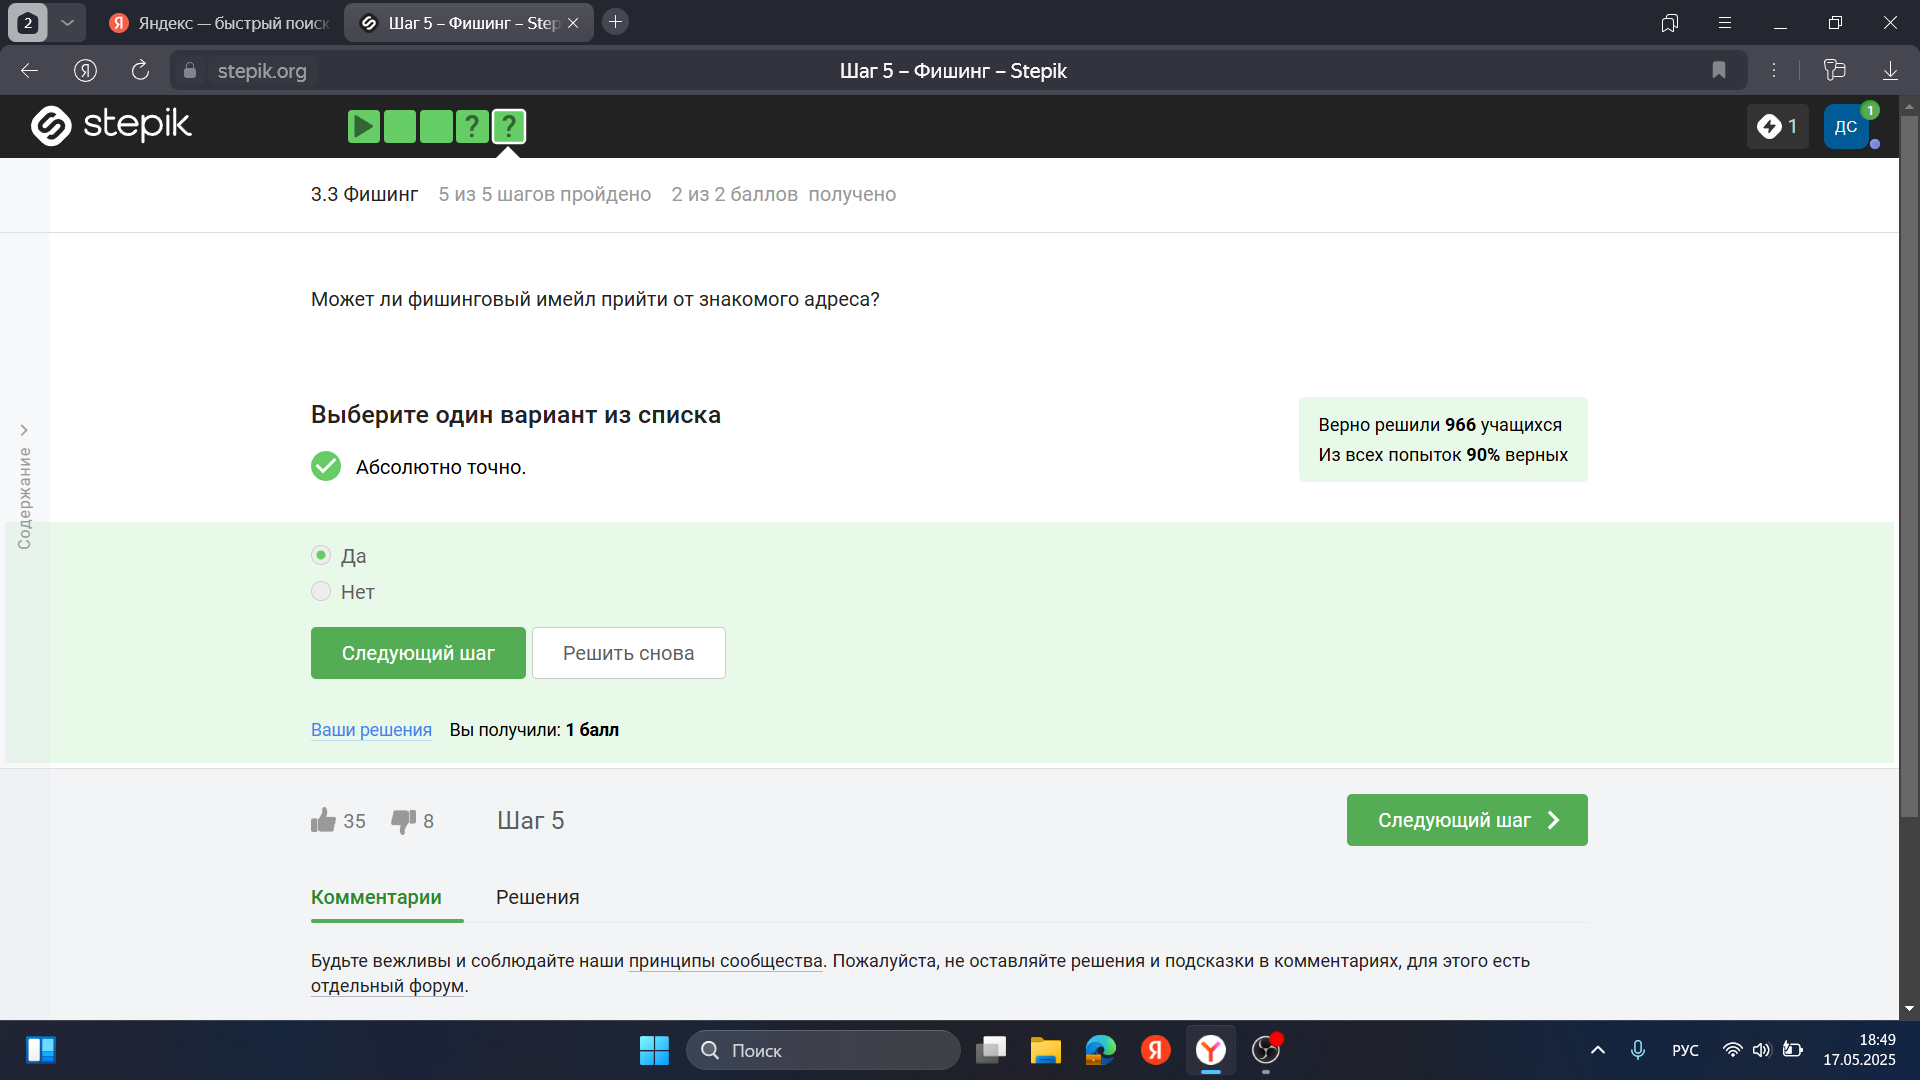 2
Яндекс — быстрый поиск
Шаг 5 – Фишинг – Step
stepik.org
Шаг 5 – Фишинг – Stepik
stepik
? ?
1
ДС
1
3.3 Фишинг 5 из 5 шагов пройдено 2 из 2 баллов получено
Может ли фишинговый имейл прийти от знакомого адреса?
Содержание
Выберите один вариант из списка
Абсолютно точно.
Верно решили 966 учащихся
Из всех попыток 90% верных
Да
Нет
Следующий шаг
Решить снова
Ваши решения Вы получили: 1 балл
35 8 Шаг 5
Следующий шаг
Комментарии Решения
Будьте вежливы и соблюдайте наши принципы сообщества. Пожалуйста, не оставляйте решения и подсказки в комментариях, для этого есть
отдельный форум.
Поиск
РУС
18:49
17.05.2025